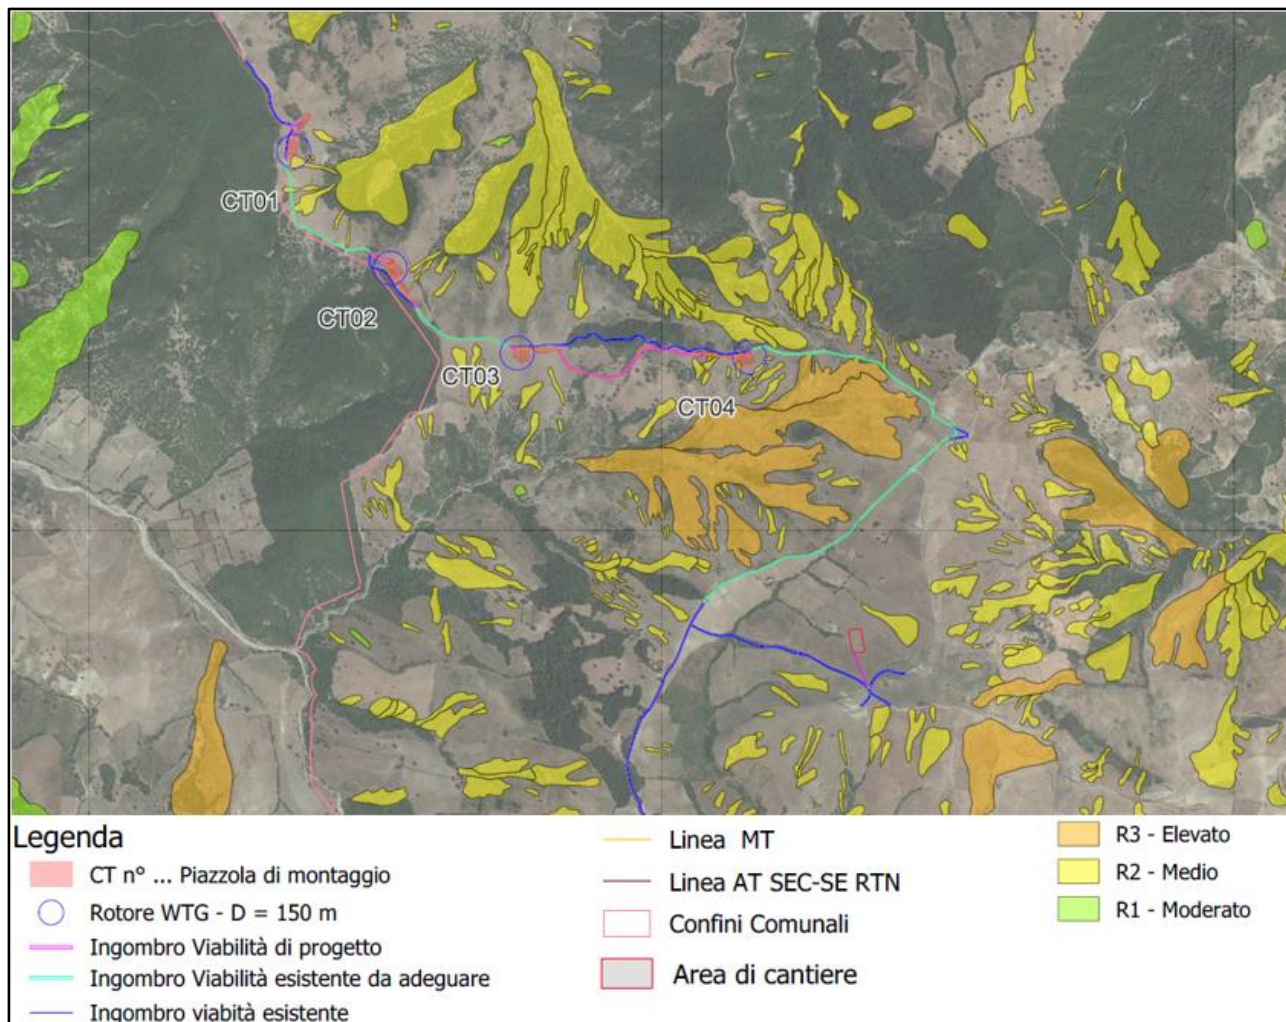 CT01
CT02
CT03
CT04
Legenda
CT n° ... Piazzola di montaggio
Rotore WTG - D = 150 m
Ingombro Viabilità di progetto
Ingombro Viabilità esistente da adeguare
Ingombro viabità esistente
Linea MT
Linea AT SEC-SE RTN
Confini Comunali
Area di cantiere
R3 - Elevato
R2 - Medio
R1 - Moderato